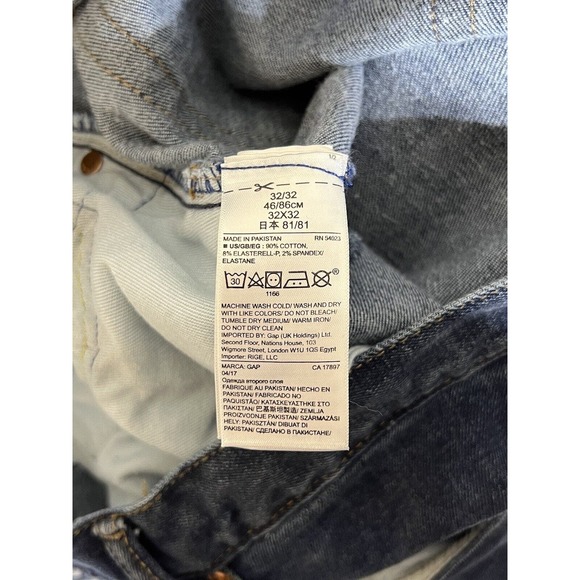 1/2
32/32
46/86CM
32X32
日本 81/81
MADE IN PAKISTAN RN 54023
■ US/GB/EG : 90% COTTON,
8% ELASTERELL-P, 2% SPANDEX/
ELASTANE
30
1166
MACHINE WASH COLD/ WASH AND DRY
WITH LIKE COLORS/ DO NOT BLEACH/
TUMBLE DRY MEDIUM/ WARM IRON/
DO NOT DRY CLEAN
IMPORTED BY: Gap (UK Holdings) Ltd.
Second Floor, Nations House, 103
Wigmore Street, London W1U 1QS Egypt
Importer: RIGE, LLC
MARCA: GAP CA 17897
04/17
Одежда второго слоя
FABRIQUE AU PAKISTAN/ HECHO EN
PAKISTAN/ FABRICADO NO
PAQUISTÃO/ ΚΑΤΑΣΚΕΥΑΣΤΗΚΕ ΣΤΟ
ΠΑΚΙΣΤΑΝ/ 巴基斯坦製造/ ZEMLJA
PROIZVODNJE PAKISTAN/ SZÁRMAZÁSI
HELY: PAKISZTÁN/ DIBUAT DI
PAKISTAN/ СДЕЛАНО В ПАКИСТАНЕ/